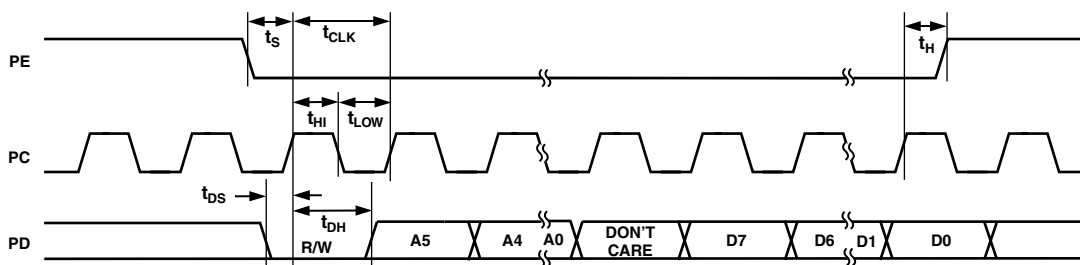 tS
tCLK
tH
PE
tHI
tLOW
PC
tDS
tDH
PD
R/W
A5
A4
A0
DON'T
CARE
D7
D6
D1
D0